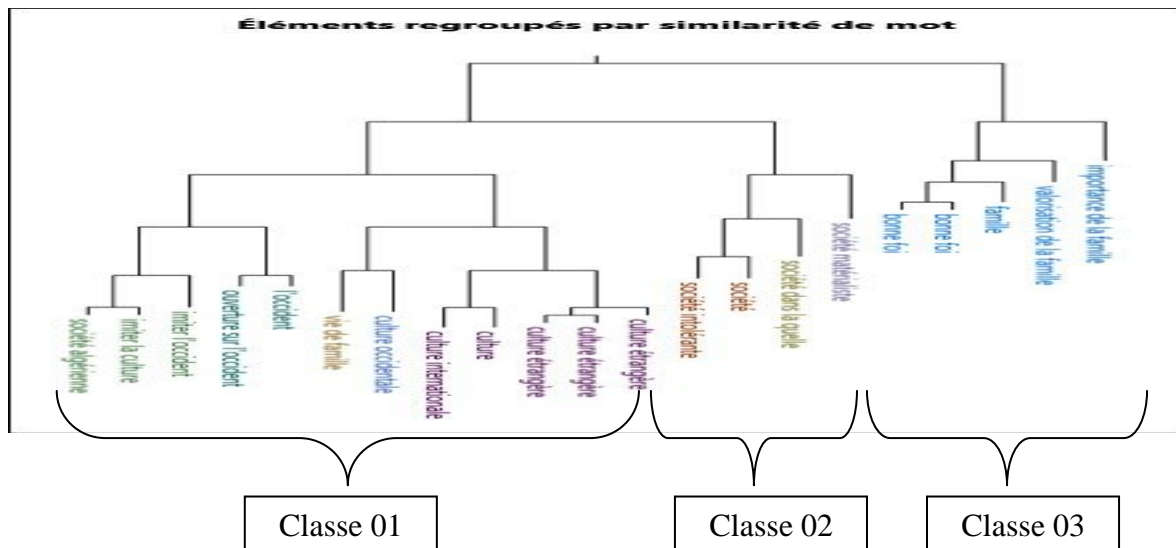 Éléments regroupés par similarité de mot
société algérienne
imiter la culture
imiter l'occident
ouverture sur l'occident
l'occident
vie de famille
culture occidentale
culture internationale
culture
culture étrangère
culture étrangère
culture étrangère
société intolérante
société
société dans la quelle
société matérialiste
bonne foi
bonne foi
famille
valorisation de la famille
importance de la famille
Classe 01
Classe 02
Classe 03